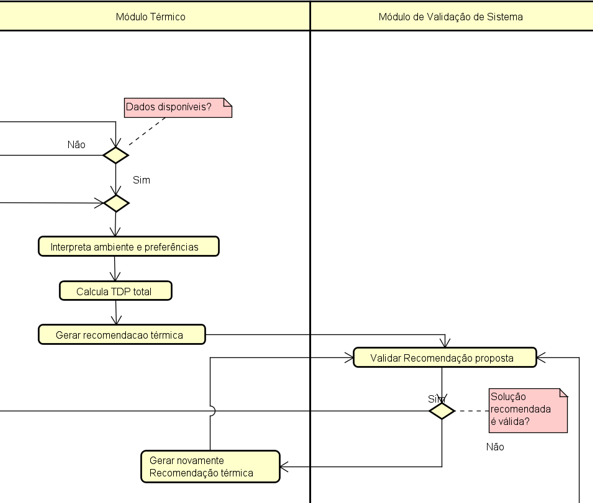 Módulo Térmico
Módulo de Validação de Sistema
Dados disponíveis?
Não
Sim
Interpreta ambiente e preferências
Calcula TDP total
Gerar recomendacao térmica
Validar Recomendação proposta
Sim
Solução
recomendada
é válida?
Não
Gerar novamente
Recomendação térmica